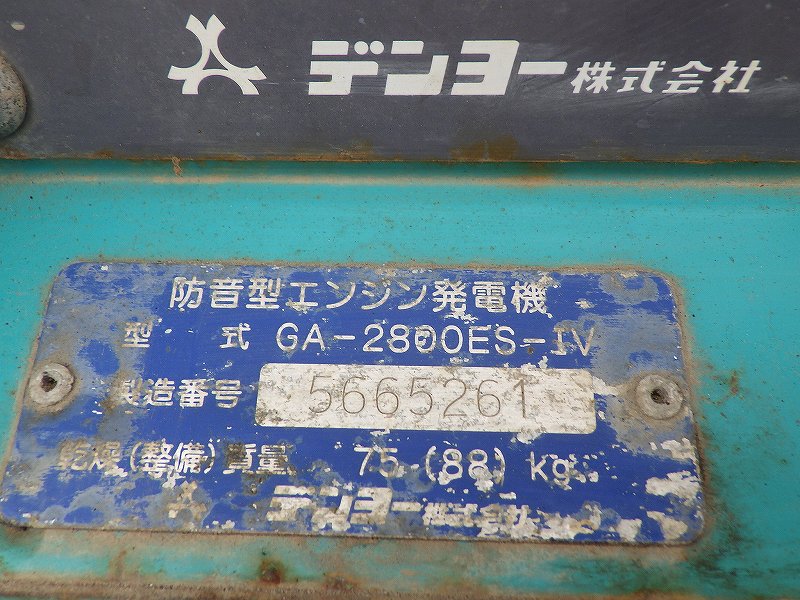 デンヨー株式会社
防音型エンジン発電機
型 式 GA-2800ES-IV
製造番号 5665261
乾燥(整備)質量 75 (88) kg
デンヨー株式会社